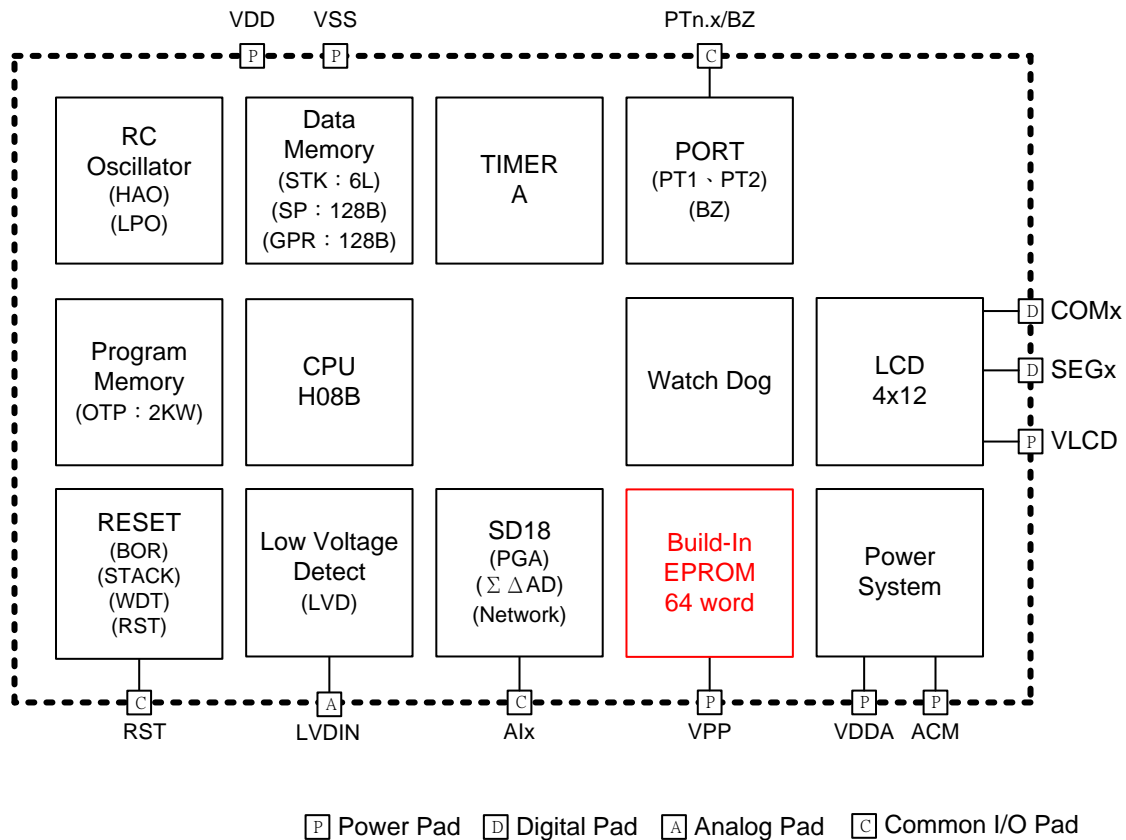 VDD
VSS
PTn.x/BZ
P
P
C
RC
Oscillator
(HAO)
(LPO)
Data
Memory
(STK：6L)
(SP：128B)
(GPR：128B)
TIMER
A
PORT
(PT1、PT2)
(BZ)
Program
Memory
(OTP：2KW)
CPU
H08B
Watch Dog
LCD
4x12
D COMx
D SEGx
P VLCD
RESET
(BOR)
(STACK)
(WDT)
(RST)
Low Voltage
Detect
(LVD)
SD18
(PGA)
(ΣΔAD)
(Network)
Build-In
EPROM
64 word
Power
System
C
A
C
P
P
P
RST
LVDIN
AIx
VPP
VDDA
ACM
P Power Pad
D Digital Pad
A Analog Pad
C Common I/O Pad